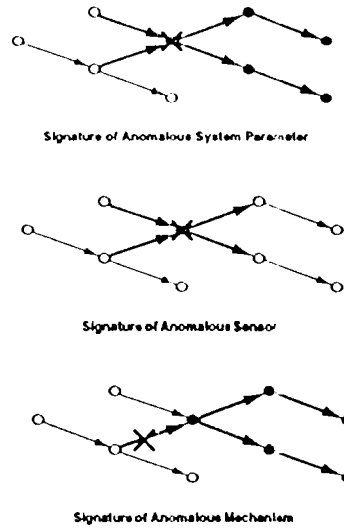 Signature of Anomalous System Parameter
Signature of Anomalous Sensor
Signature of Anomalous Mechanism